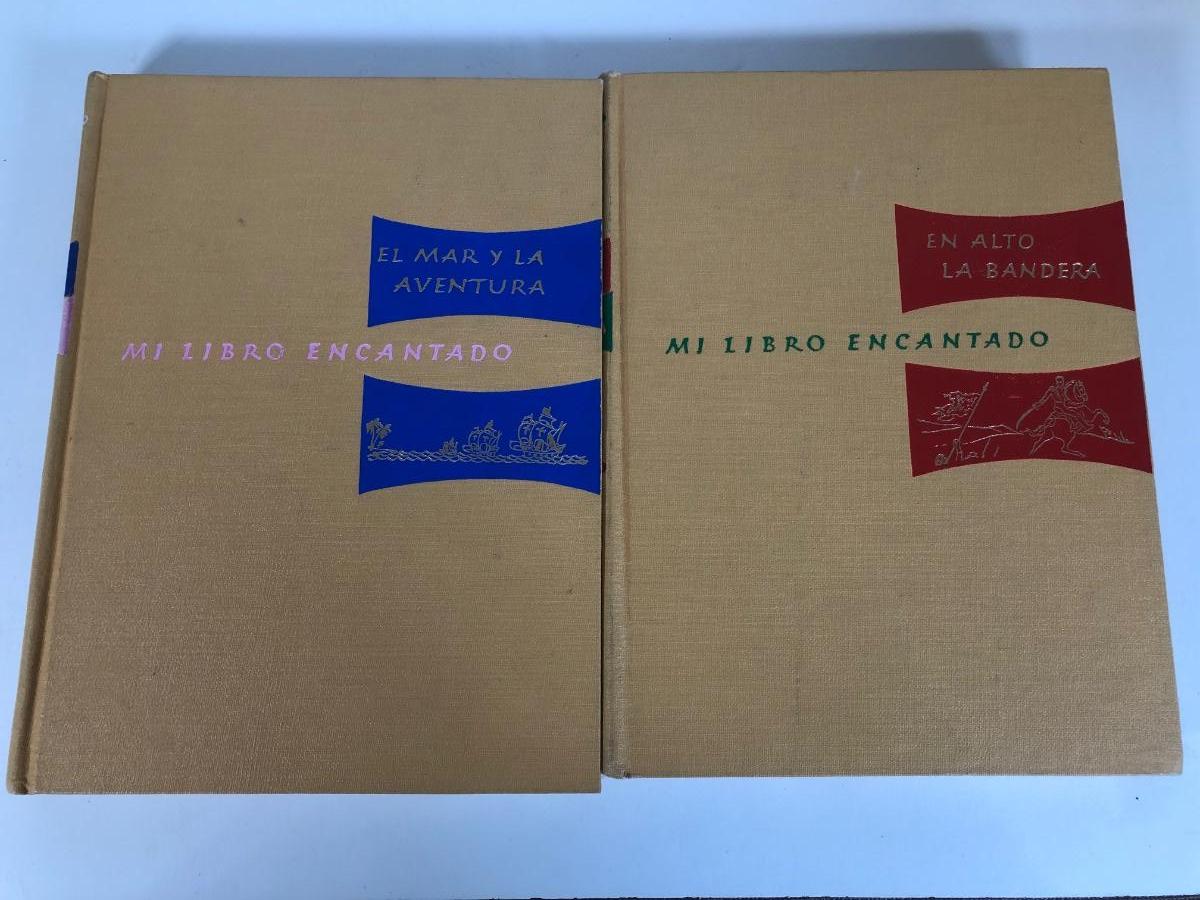 EL MAR Y LA
AVENTURA
MI LIBRO ENCANTADO
EN ALTO
LA BANDERA
MI LIBRO ENCANTADO